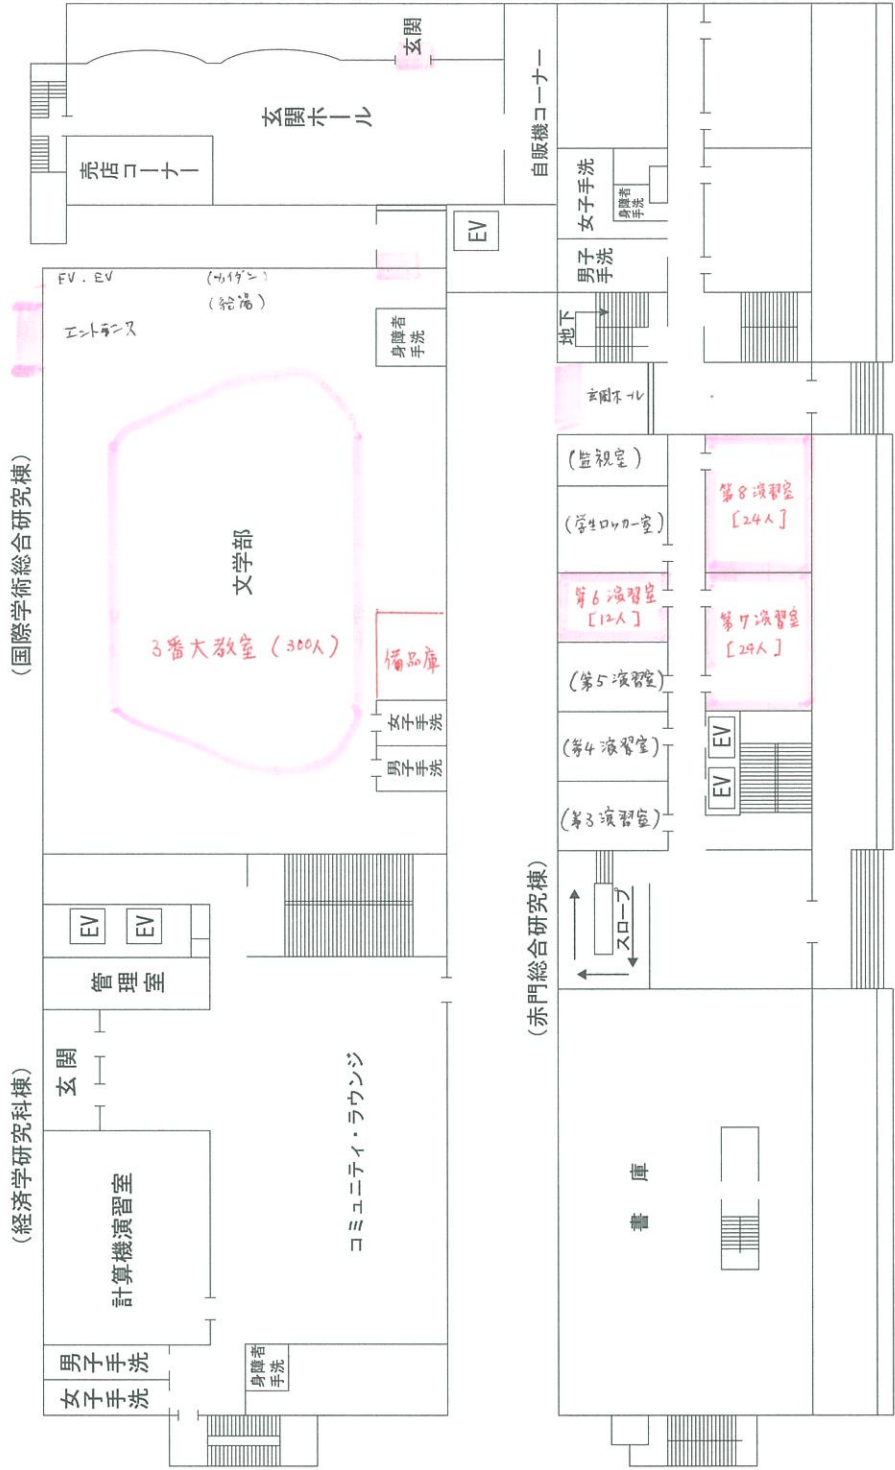 (経済学研究科棟)
(国際学術総合研究棟)
女子手洗
男子手洗
計算機演習室
玄関
管理室
EV
EV
身障者
手洗
コミュニティ・ラウンジ
エントランス
EV . EV
(カイダン)
(給湯)
文学部
3番大教室 (300人)
男子手洗
女子手洗
備品庫
身障者
手洗
売店コーナー
玄関ホール
玄関
EV
自販機コーナー
(赤門総合研究棟)
書庫
スロープ
(第3演習室)
(第4演習室)
(第5演習室)
第6演習室
[12人]
(学生ロッカー室)
(監視室)
玄関ホール
地下
男子手洗
女子手洗
身障者
手洗
EV
EV
第7演習室
[24人]
第8演習室
[24人]